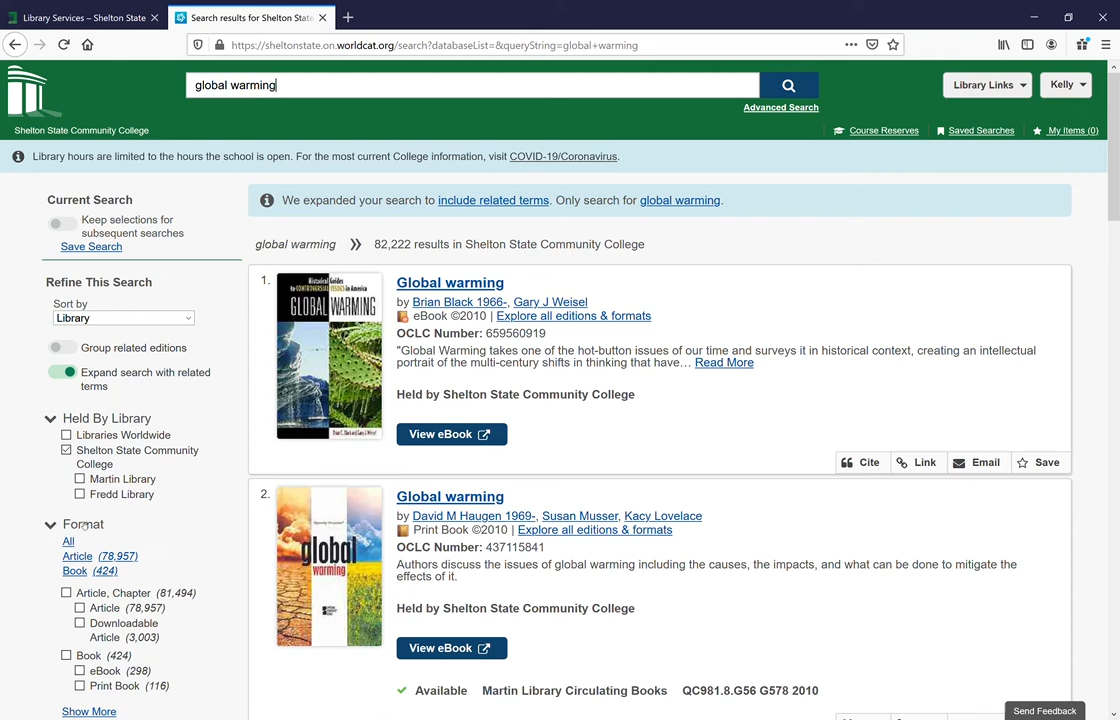 Library Services – Shelton State
Search results for Shelton State
https://sheltonstate.on.worldcat.org/search?databaseList=&queryString=global+warming
global warming
Library Links
Kelly
Advanced Search
Shelton State Community College
Course Reserves
Saved Searches
My Items (0)
Library hours are limited to the hours the school is open. For the most current College information, visit COVID-19/Coronavirus.
Current Search
Keep selections for
subsequent searches
Save Search
We expanded your search to include related terms. Only search for global warming.
global warming » 82,222 results in Shelton State Community College
Refine This Search
Sort by
Library
Group related editions
Expand search with related
terms
Held By Library
Libraries Worldwide
Shelton State Community
College
Martin Library
Fredd Library
Format
All
Article (78,957)
Book (424)
Article, Chapter (81,494)
Article (78,957)
Downloadable
Article (3,003)
Book (424)
eBook (298)
Print Book (116)
Show More
1.
GLOBAL WARMING
Global warming
by Brian Black 1966-, Gary J Weisel
eBook ©2010 | Explore all editions & formats
OCLC Number: 659560919
"Global Warming takes one of the hot-button issues of our time and surveys it in historical context, creating an intellectual
portrait of the multi-century shifts in thinking that have… Read More
Held by Shelton State Community College
View eBook
Cite
Link
Email
Save
2.
global
warming
Global warming
by David M Haugen 1969-, Susan Musser, Kacy Lovelace
Print Book ©2010 | Explore all editions & formats
OCLC Number: 437115841
Authors discuss the issues of global warming including the causes, the impacts, and what can be done to mitigate the
effects of it.
Held by Shelton State Community College
View eBook
Available Martin Library Circulating Books QC981.8.G56 G578 2010
Send Feedback